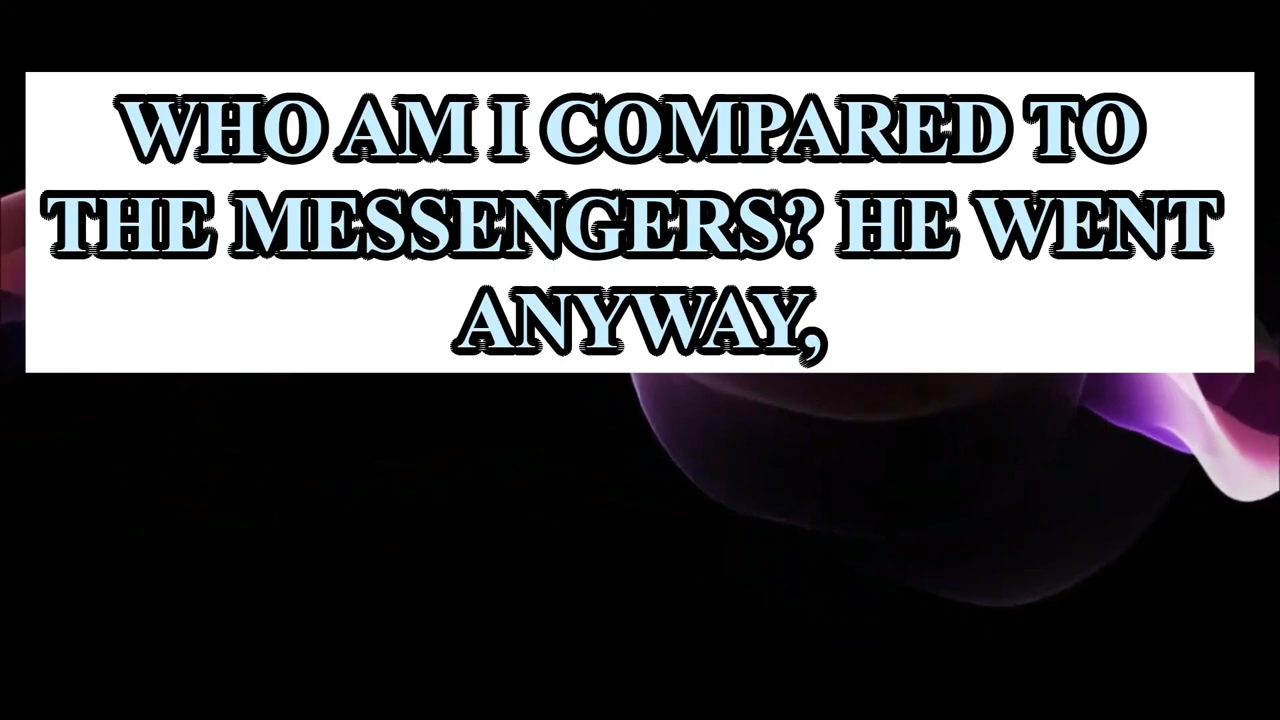 WHO AM I COMPARED TO
THE MESSENGERS? HE WENT
ANYWAY,